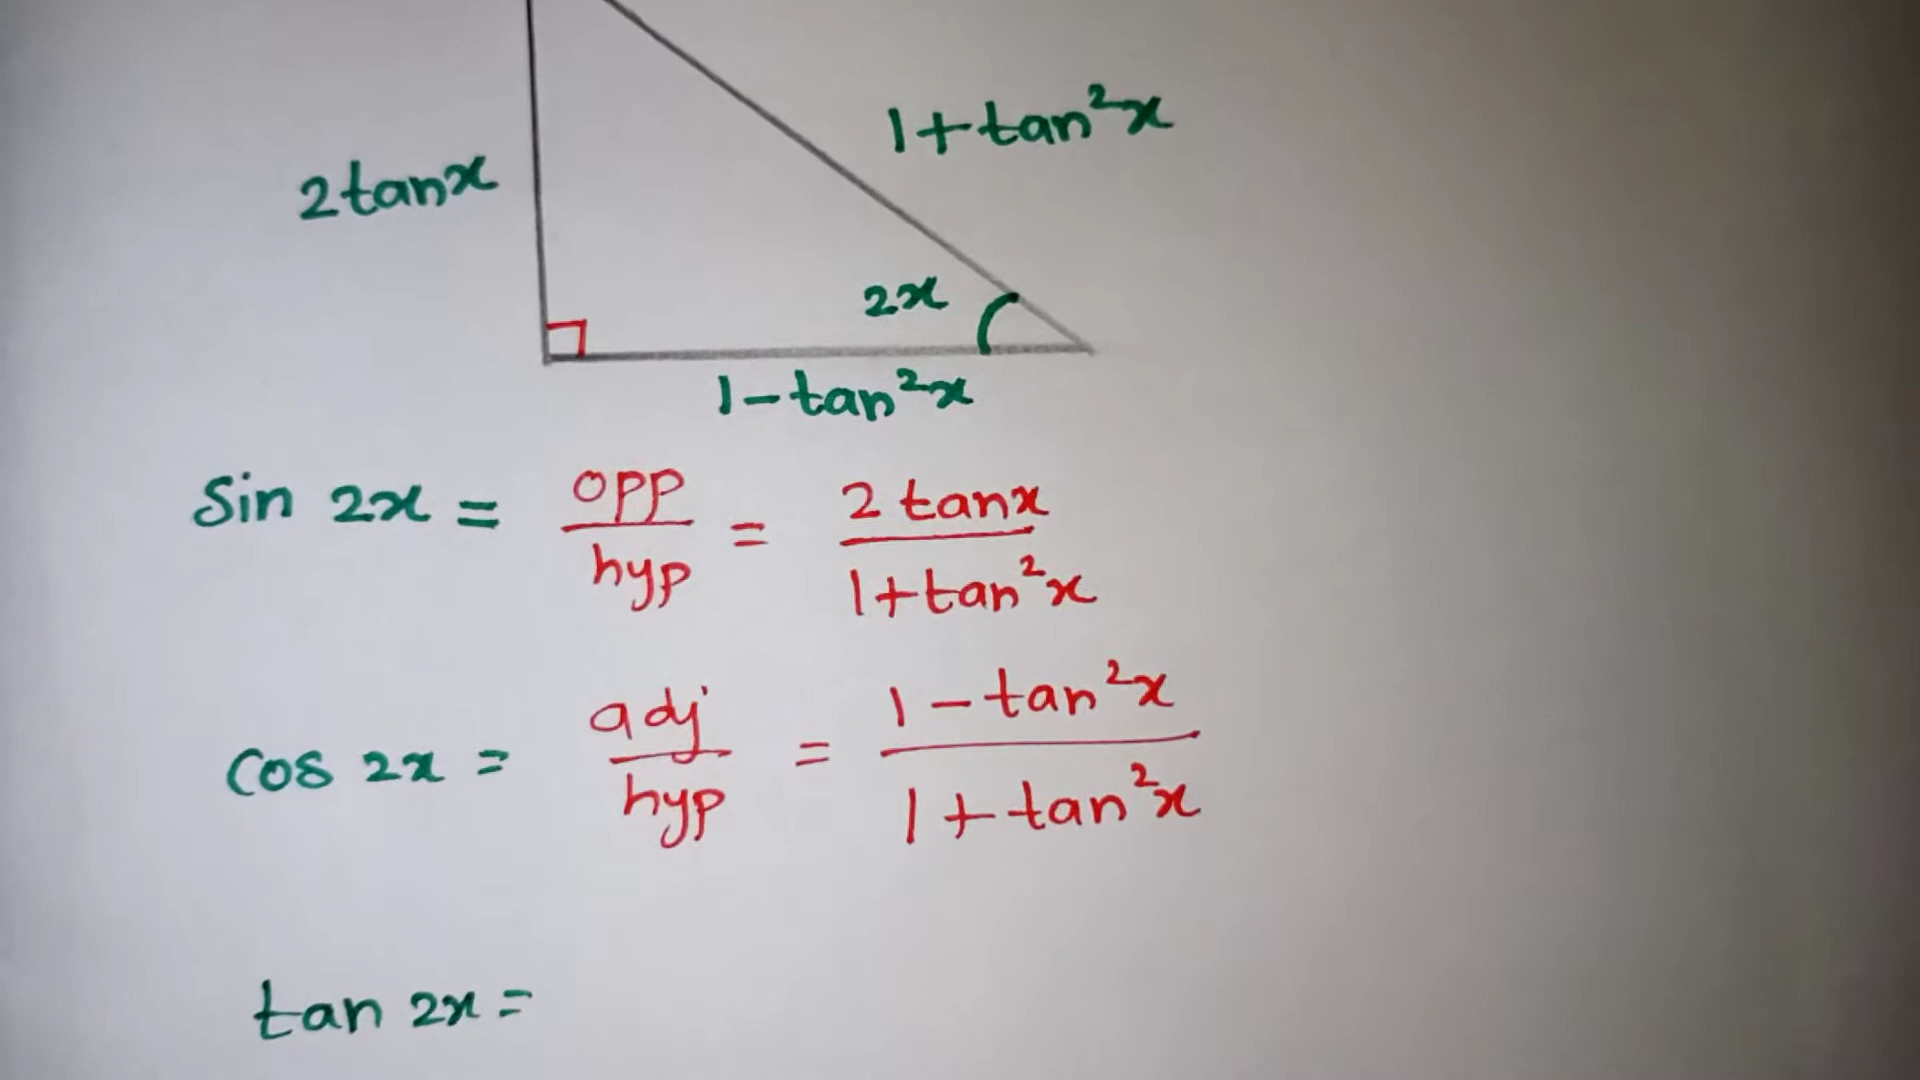 1+tan²x
2tanx
2x
1-tan²x
Sin 2x = opp/hyp = 2 tanx/1+tan²x
cos 2x = adj/hyp = 1-tan²x/1+tan²x
tan 2x =